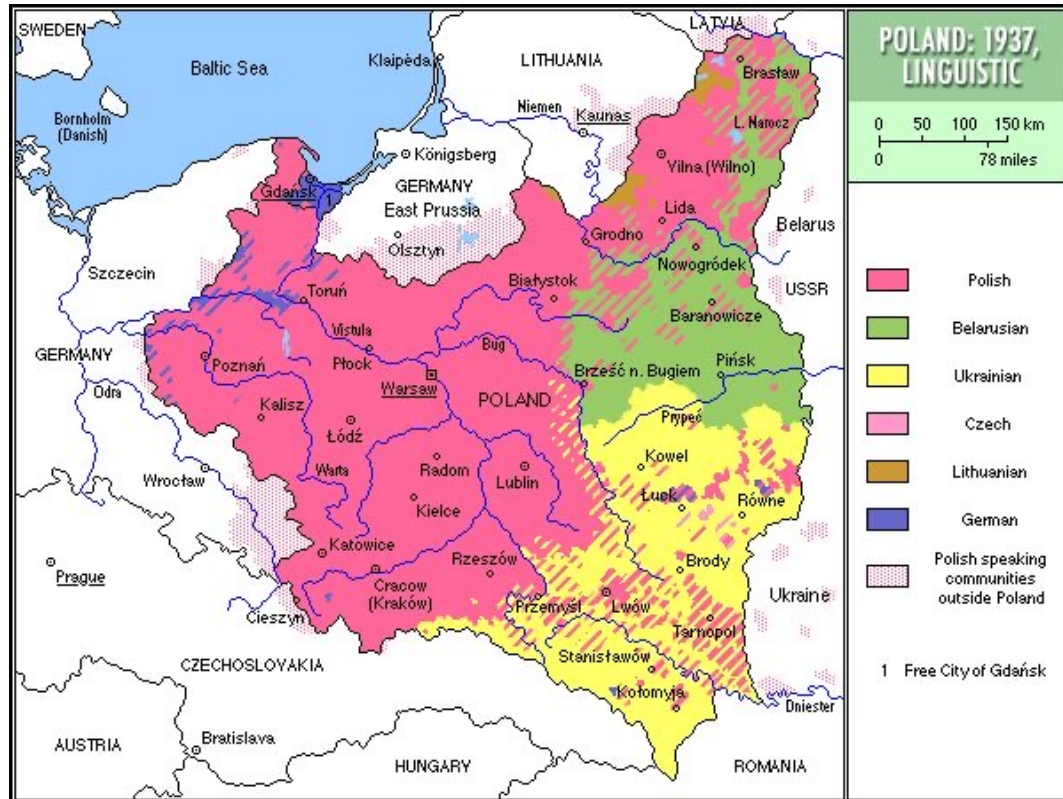 SWEDEN
LATVJA
Baltic Sea
Klaipėda
LITHUANIA
Brasław
Bornholm
(Danish)
Niemen
Kaunas
L. Narocz
Königsberg
Vilna (Wilno)
Gdańsk
1
GERMANY
East Prussia
Lida
Belarus
Olsztyn
Grodno
Szczecin
Nowogródek
Białystok
USSR
Toruń
Baranowicze
Vistula
GERMANY
Poznań
Płock
Bug
Brześć n. Bugiem
Pińsk
Odra
Warsaw
POLAND
Kalisz
Prypeć
Łódź
Kowel
Wrocław
Warta
Radom
Lublin
Łuck
Równe
Kielce
Katowice
Rzeszów
Brody
Prague
Cracow
(Kraków)
Przemyśl
Lwów
Ukraine
Cieszyn
Tarnopol
CZECHOSLOVAKIA
Stanisławów
Kołomyja
Dniester
AUSTRIA
Bratislava
HUNGARY
ROMANIA
POLAND: 1937,
LINGUISTIC
0 50 100 150 km
0 78 miles
Polish
Belarusian
Ukrainian
Czech
Lithuanian
German
Polish speaking
communities
outside Poland
1 Free City of Gdańsk